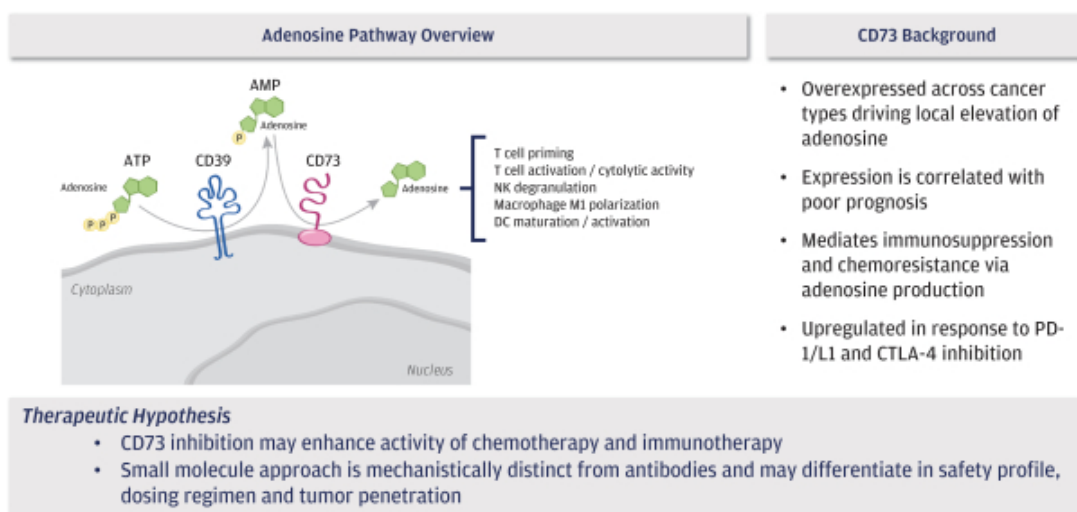 Adenosine Pathway Overview
AMP
P
Adenosine
ATP
CD39
CD73
Adenosine
P P P
Adenosine
T cell priming
T cell activation / cytolytic activity
NK degranulation
Macrophage M1 polarization
DC maturation / activation
Cytoplasm
Nucleus
CD73 Background
• Overexpressed across cancer
types driving local elevation of
adenosine
• Expression is correlated with
poor prognosis
• Mediates immunosuppression
and chemoresistance via
adenosine production
• Upregulated in response to PD-
1/L1 and CTLA-4 inhibition
Therapeutic Hypothesis
• CD73 inhibition may enhance activity of chemotherapy and immunotherapy
• Small molecule approach is mechanistically distinct from antibodies and may differentiate in safety profile,
dosing regimen and tumor penetration